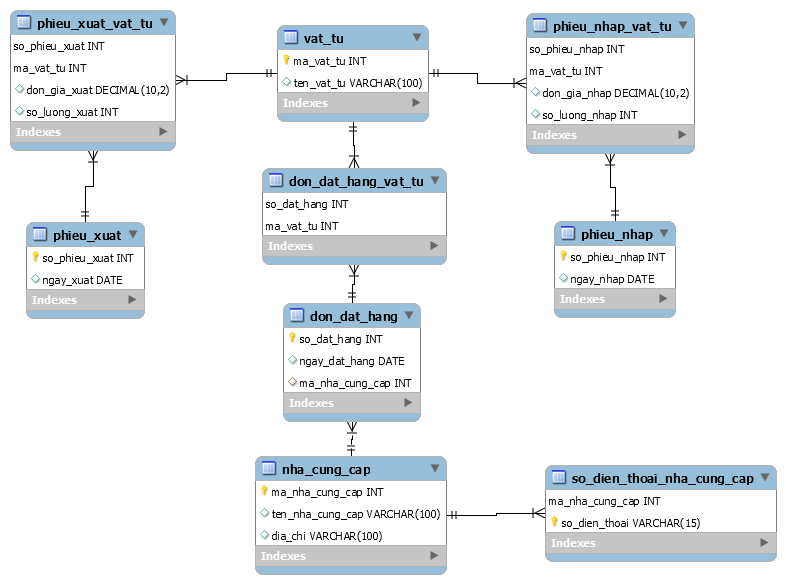 phieu_xuat_vat_tu
so_phieu_xuat INT
ma_vat_tu INT
don_gia_xuat DECIMAL(10,2)
so_luong_xuat INT
Indexes
vat_tu
ma_vat_tu INT
ten_vat_tu VARCHAR(100)
Indexes
phieu_nhap_vat_tu
so_phieu_nhap INT
ma_vat_tu INT
don_gia_nhap DECIMAL(10,2)
so_luong_nhap INT
Indexes
phieu_xuat
so_phieu_xuat INT
ngay_xuat DATE
Indexes
don_dat_hang_vat_tu
so_dat_hang INT
ma_vat_tu INT
Indexes
phieu_nhap
so_phieu_nhap INT
ngay_nhap DATE
Indexes
don_dat_hang
so_dat_hang INT
ngay_dat_hang DATE
ma_nha_cung_cap INT
Indexes
nha_cung_cap
ma_nha_cung_cap INT
ten_nha_cung_cap VARCHAR(100)
dia_chi VARCHAR(100)
Indexes
so_dien_thoai_nha_cung_cap
ma_nha_cung_cap INT
so_dien_thoai VARCHAR(15)
Indexes